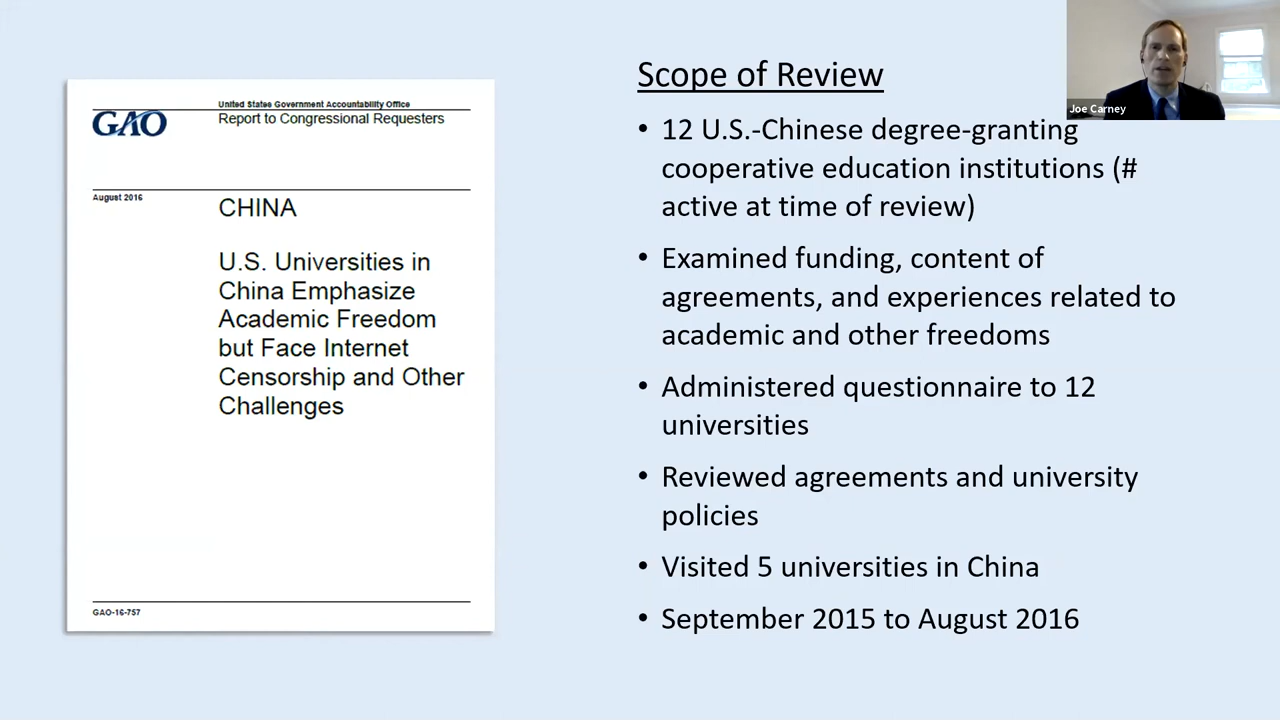 United States Government Accountability Office
GAO
Report to Congressional Requesters
August 2016
CHINA
U.S. Universities in
China Emphasize
Academic Freedom
but Face Internet
Censorship and Other
Challenges
GAO-16-757
Scope of Review
• 12 U.S.-Chinese degree-granting
cooperative education institutions (#
active at time of review)
• Examined funding, content of
agreements, and experiences related to
academic and other freedoms
• Administered questionnaire to 12
universities
• Reviewed agreements and university
policies
• Visited 5 universities in China
• September 2015 to August 2016
Joe Carney